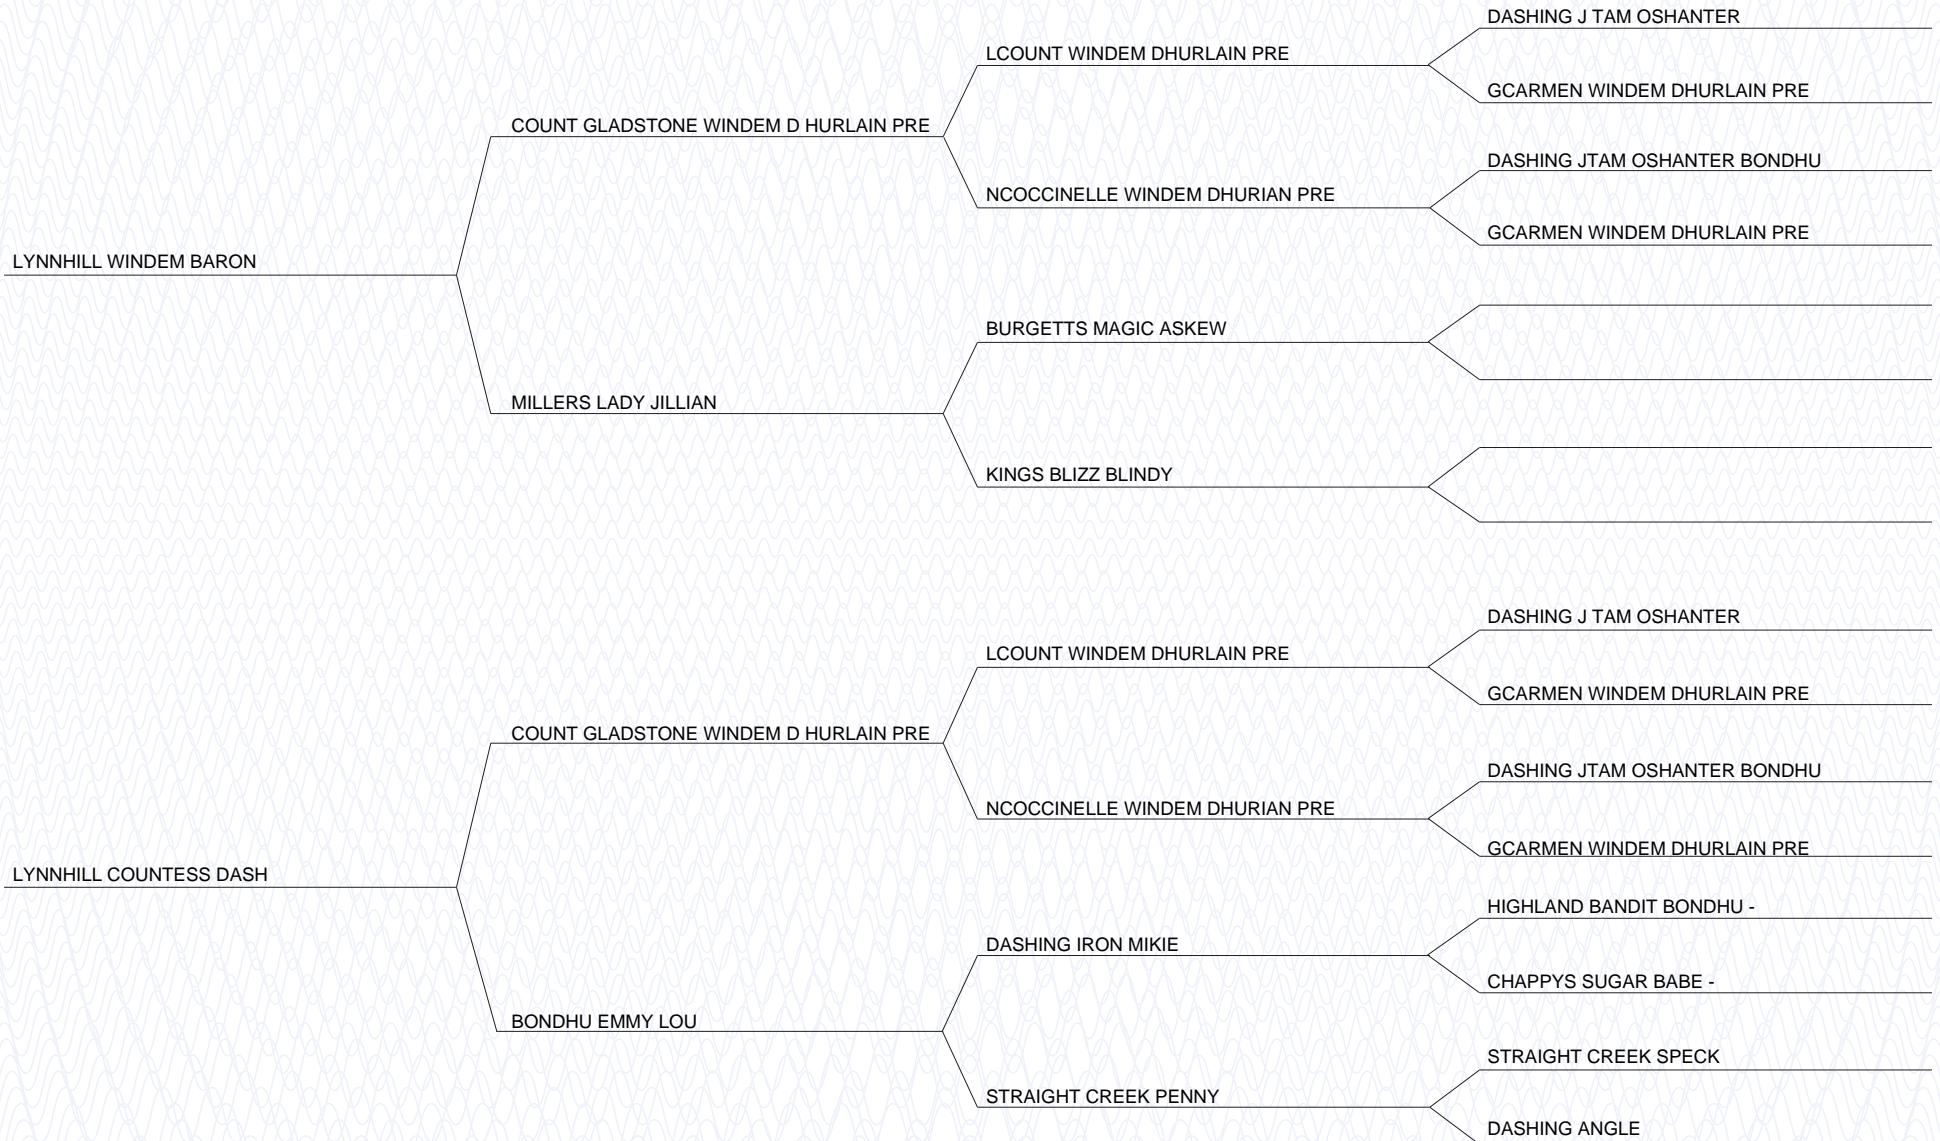 DASHING J TAM OSHANTER
LCOUNT WINDEM DHURLAIN PRE
GCARMEN WINDEM DHURLAIN PRE
COUNT GLADSTONE WINDEM D HURLAIN PRE
DASHING JTAM OSHANTER BONDHU
NCOCCINELLE WINDEM DHURIAN PRE
GCARMEN WINDEM DHURLAIN PRE
LYNNHILL WINDEM BARON
BURGETTS MAGIC ASKEW
MILLERS LADY JILLIAN
KINGS BLIZZ BLINDY
DASHING J TAM OSHANTER
LCOUNT WINDEM DHURLAIN PRE
GCARMEN WINDEM DHURLAIN PRE
COUNT GLADSTONE WINDEM D HURLAIN PRE
DASHING JTAM OSHANTER BONDHU
NCOCCINELLE WINDEM DHURIAN PRE
GCARMEN WINDEM DHURLAIN PRE
LYNNHILL COUNTESS DASH
HIGHLAND BANDIT BONDHU -
DASHING IRON MIKIE
CHAPPYS SUGAR BABE -
BONDHU EMMY LOU
STRAIGHT CREEK SPECK
STRAIGHT CREEK PENNY
DASHING ANGLE